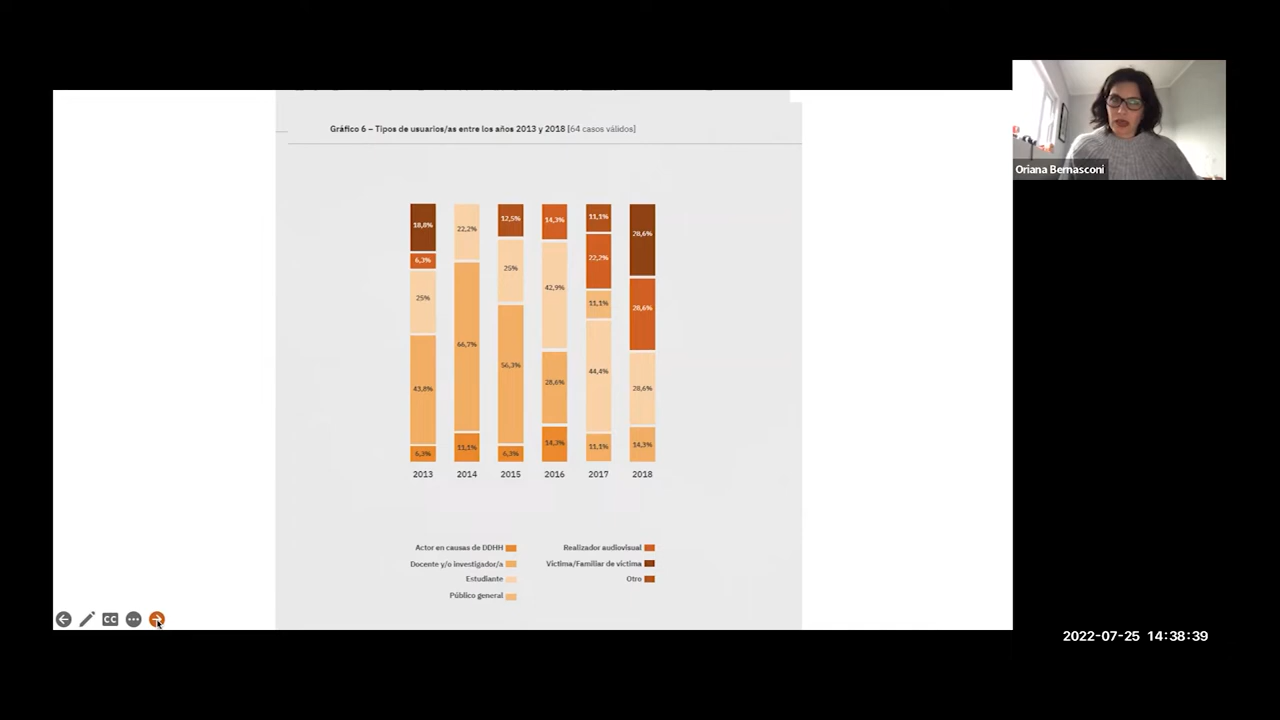 Gráfico 6 – Tipos de usuarios/as entre los años 2013 y 2018 [64 casos válidos]
18,8% 22,2% 12,5% 14,3% 11,1% 28,6%
6,3% 66,7% 25% 42,9% 22,2% 28,6%
25% 11,1% 56,3% 28,6% 11,1% 28,6%
43,8% 6,3% 14,3% 44,4% 14,3%
6,3% 11,1%
2013 2014 2015 2016 2017 2018
Actor en causas de DDHH
Docente y/o investigador/a
Estudiante
Público general
Realizador audiovisual
Víctima/Familiar de víctima
Otro
CC
Oriana Bernasconi
2022-07-25 14:38:39